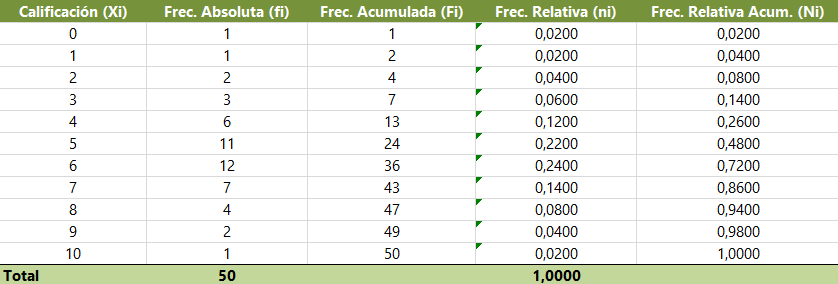 Calificación (Xi) Frec. Absoluta (fi) Frec. Acumulada (Fi) Frec. Relativa (ni) Frec. Relativa Acum. (Ni)
0 1 1 0,0200 0,0200
1 1 2 0,0200 0,0400
2 2 4 0,0400 0,0800
3 3 7 0,0600 0,1400
4 6 13 0,1200 0,2600
5 11 24 0,2200 0,4800
6 12 36 0,2400 0,7200
7 7 43 0,1400 0,8600
8 4 47 0,0800 0,9400
9 2 49 0,0400 0,9800
10 1 50 0,0200 1,0000
Total 50 1,0000